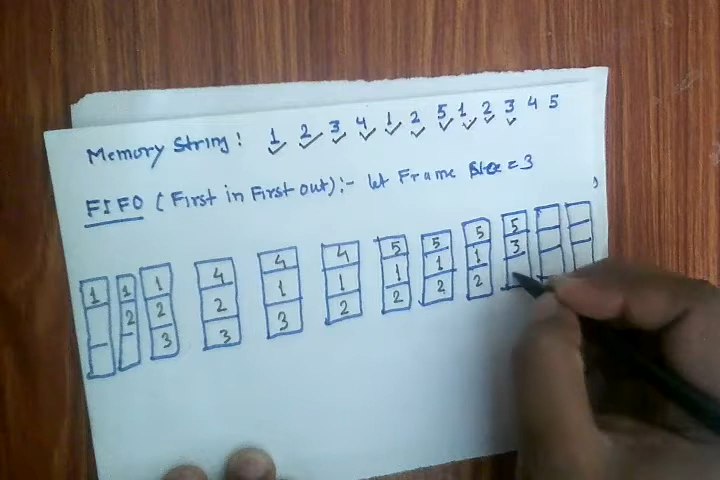 Memory String: 1 2 3 4 1 2 5 1 2 3 4 5
FIFO (First in First out):- let Frame Size = 3
1 1 1 4 4 4 5 5 5 5
2 2 2 1 1 1 1 1 3
3 3 3 2 2 2 2